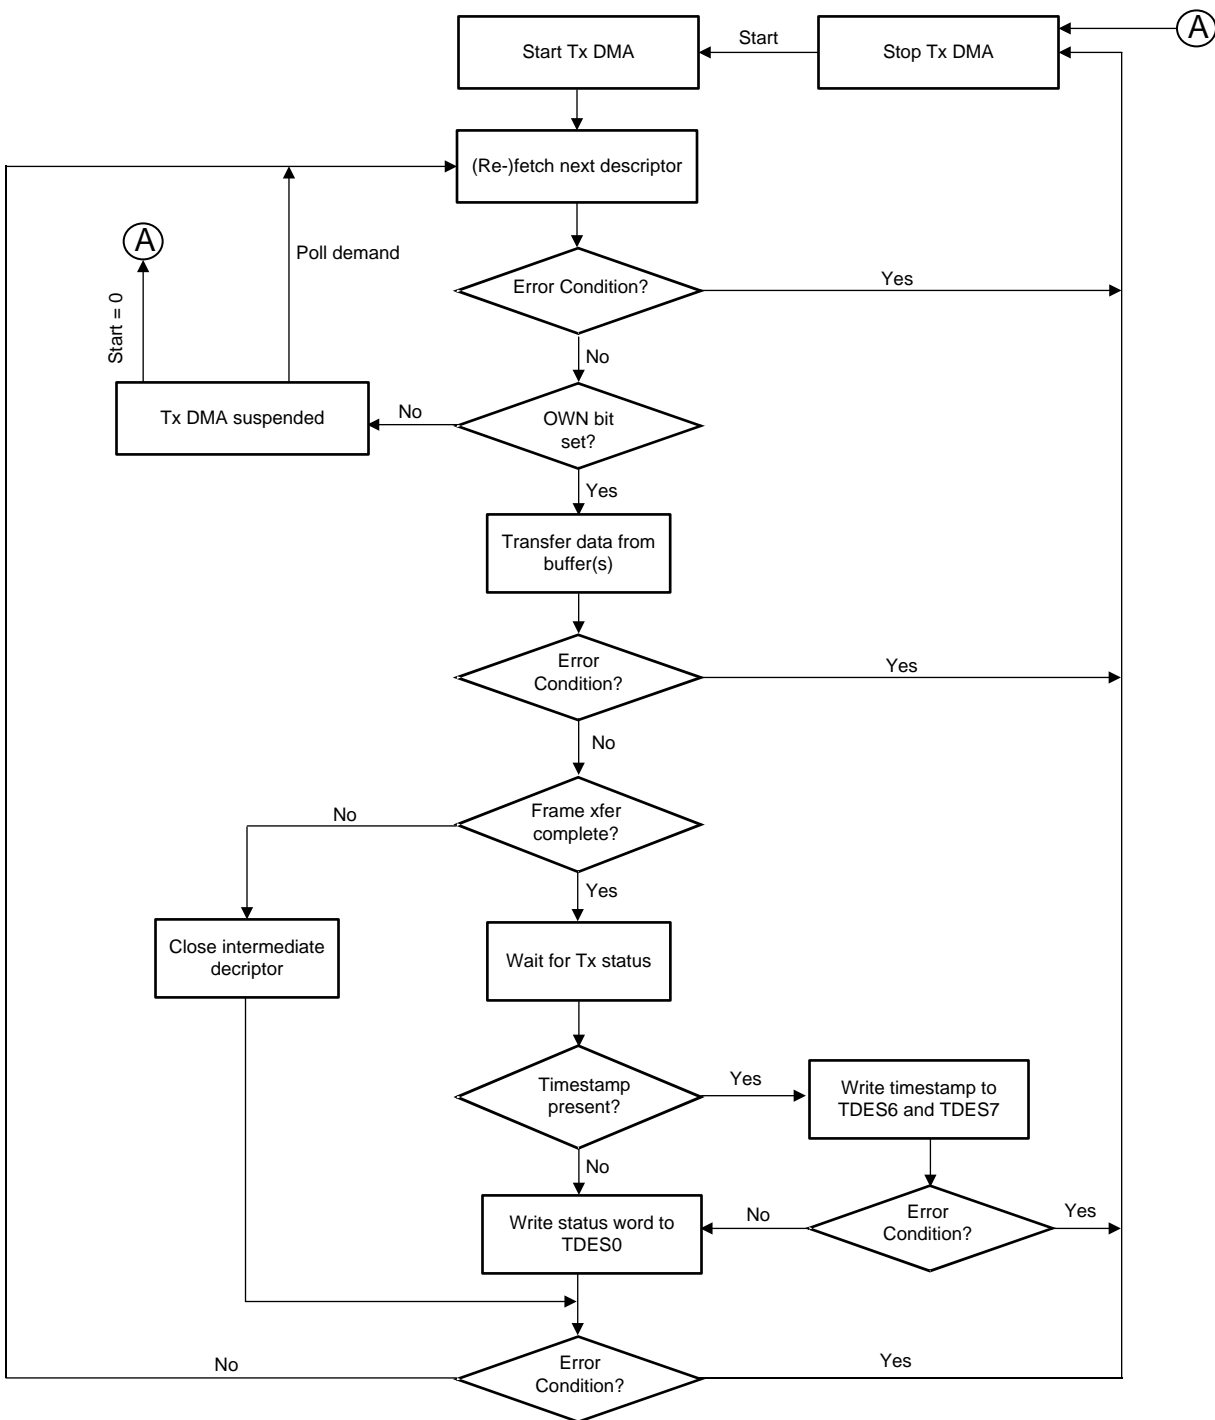 A
Start Tx DMA
Start
Stop Tx DMA
(Re-)fetch next descriptor
A
Poll demand
Start = 0
Error Condition?
Yes
No
Tx DMA suspended
No
OWN bit
set?
Yes
Transfer data from
buffer(s)
Error
Condition?
Yes
No
Frame xfer
complete?
No
Yes
Close intermediate
decriptor
Wait for Tx status
Timestamp
present?
Yes
Write timestamp to
TDES6 and TDES7
No
Write status word to
TDES0
No
Error
Condition?
Yes
Error
Condition?
No
Yes